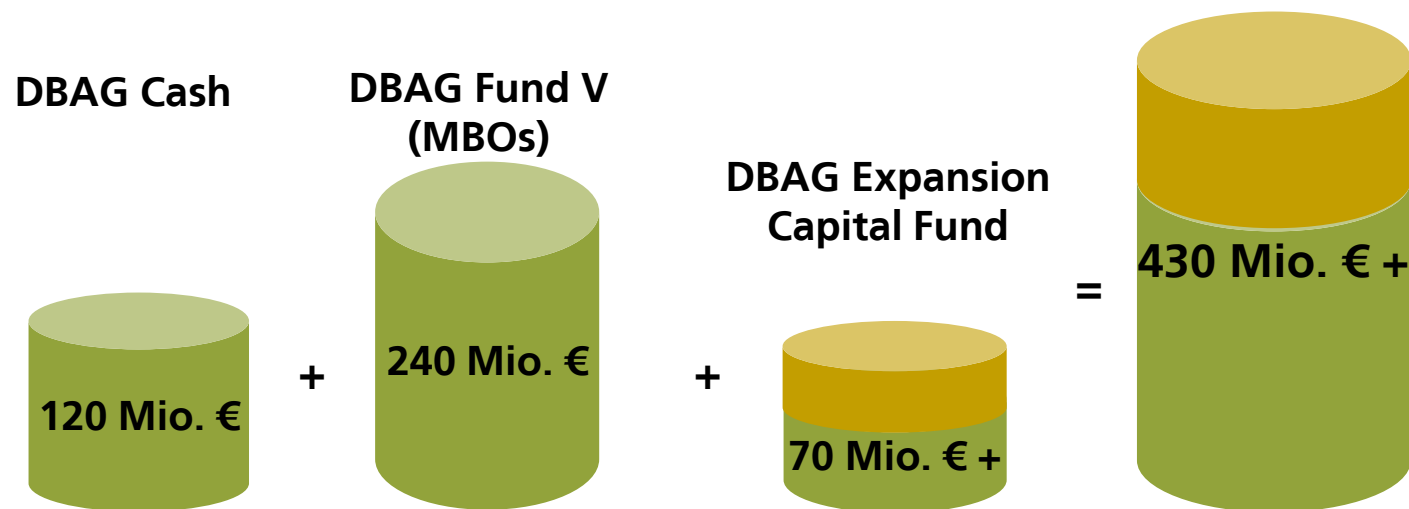 DBAG Cash
120 Mio. €
+
DBAG Fund V
(MBOs)
240 Mio. €
+
DBAG Expansion
Capital Fund
70 Mio. € +
=
430 Mio. € +